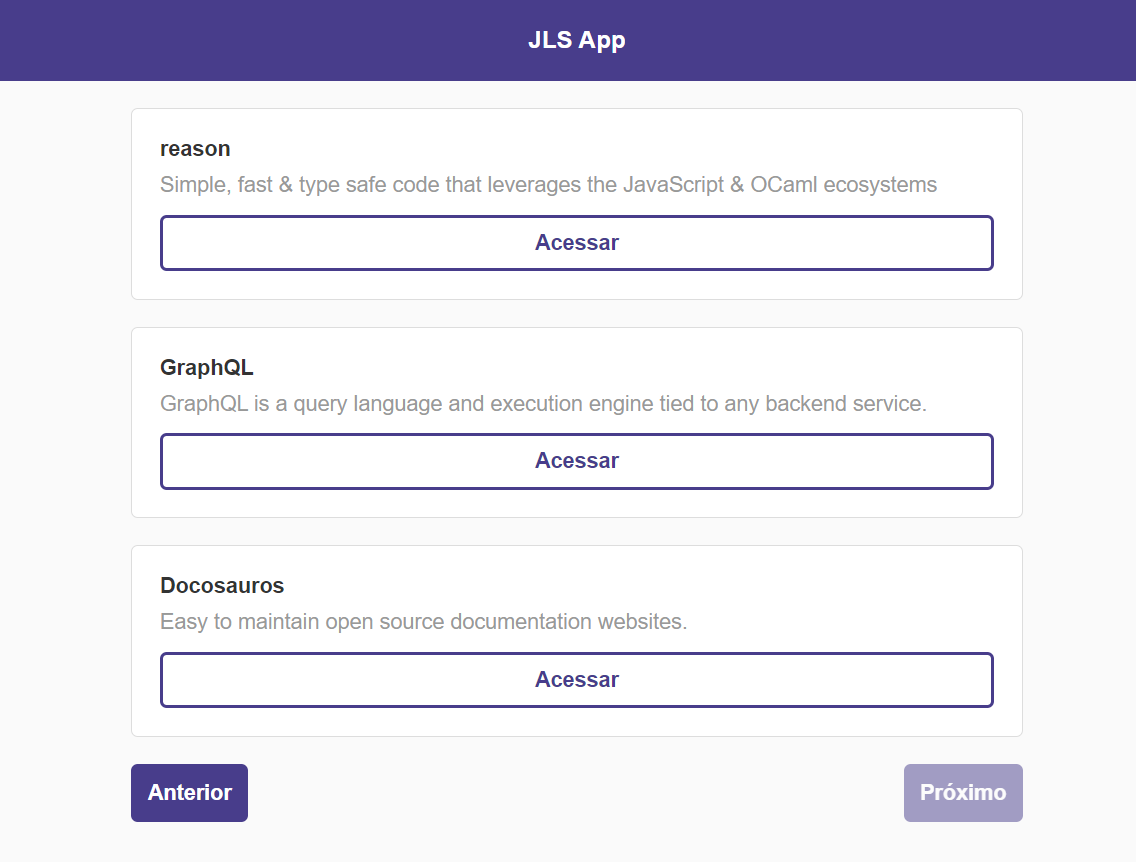 JLS App
reason
Simple, fast & type safe code that leverages the JavaScript & OCaml ecosystems
Acessar
GraphQL
GraphQL is a query language and execution engine tied to any backend service.
Acessar
Docosauros
Easy to maintain open source documentation websites.
Acessar
Anterior
Próximo